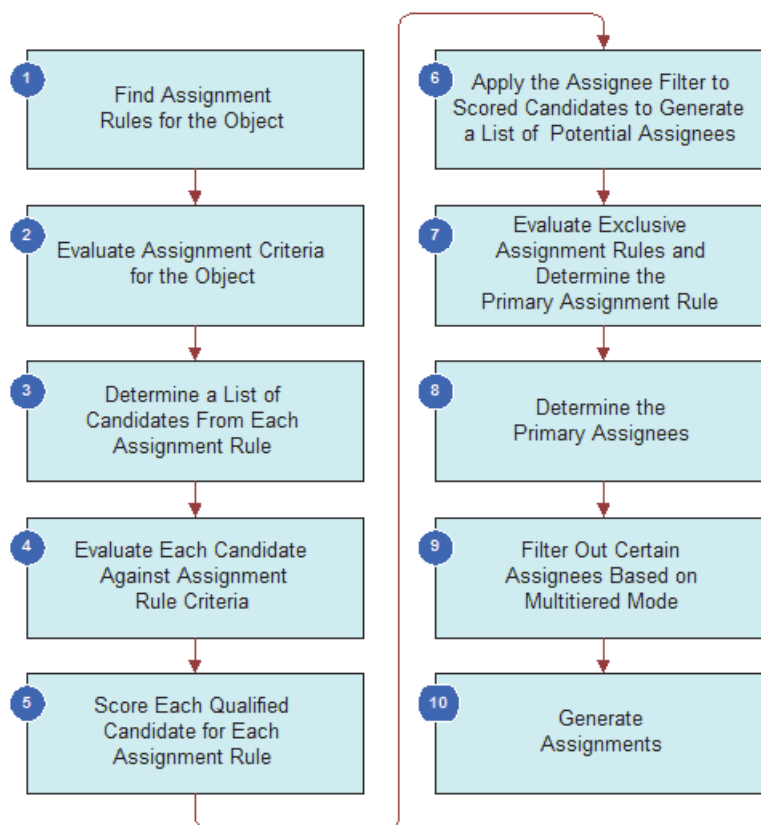 1
Find Assignment
Rules for the Object
2
Evaluate Assignment Criteria
for the Object
3
Determine a List of
Candidates From Each
Assignment Rule
4
Evaluate Each Candidate
Against Assignment
Rule Criteria
5
Score Each Qualified
Candidate for Each
Assignment Rule
6
Apply the Assignee Filter to
Scored Candidates to Generate
a List of Potential Assignees
7
Evaluate Exclusive
Assignment Rules and
Determine the
Primary Assignment Rule
8
Determine the
Primary Assignees
9
Filter Out Certain
Assignees Based on
Multitiered Mode
10
Generate
Assignments